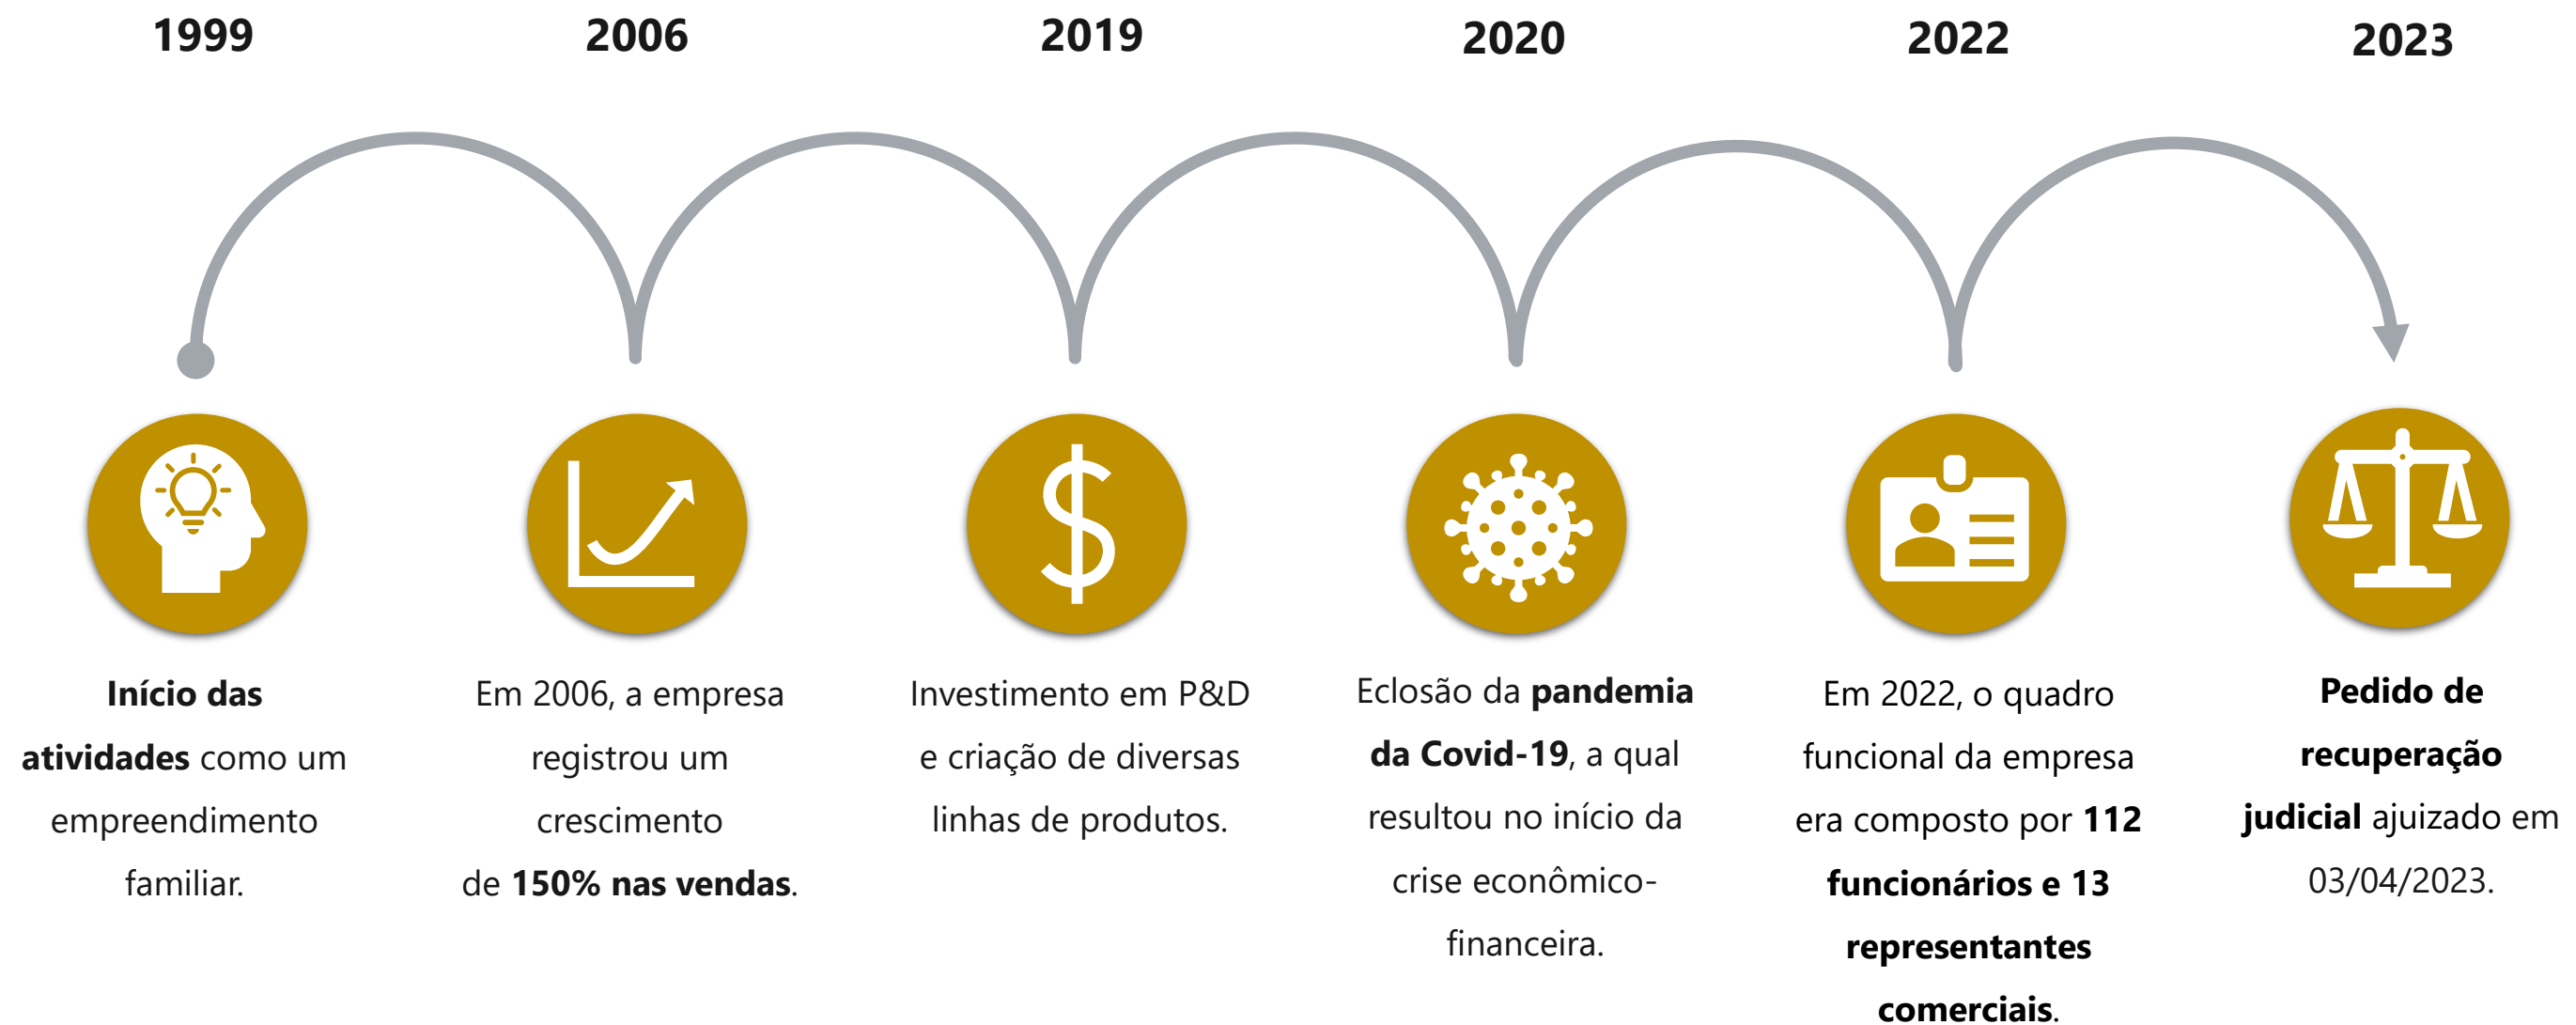 1999
2006
2019
2020
2022
2023
Início das
atividades como um
empreendimento
familiar.
Em 2006, a empresa
registrou um
crescimento
de 150% nas vendas.
Investimento em P&D
e criação de diversas
linhas de produtos.
Eclosão da pandemia
da Covid-19, a qual
resultou no início da
crise econômico-
financeira.
Em 2022, o quadro
funcional da empresa
era composto por 112
funcionários e 13
representantes
comerciais.
Pedido de
recuperação
judicial ajuizado em
03/04/2023.